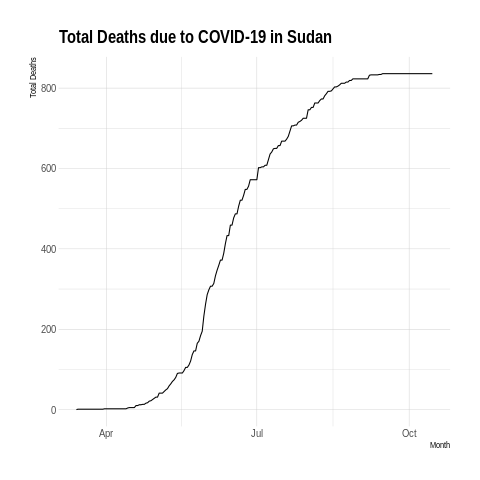 Total Deaths due to COVID-19 in Sudan
Total Deaths
800
600
400
200
0
Apr
Jul
Oct
Month